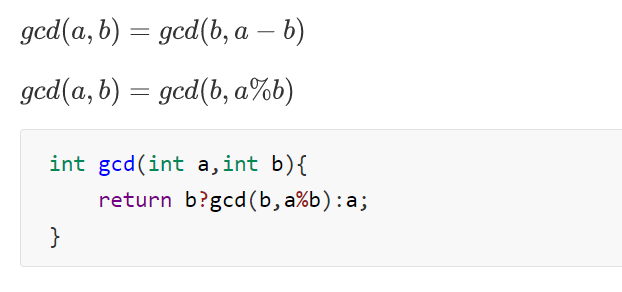 gcd(a, b) = gcd(b, a − b)
gcd(a, b) = gcd(b, a%b)
int gcd(int a,int b){
    return b?gcd(b,a%b):a;
}